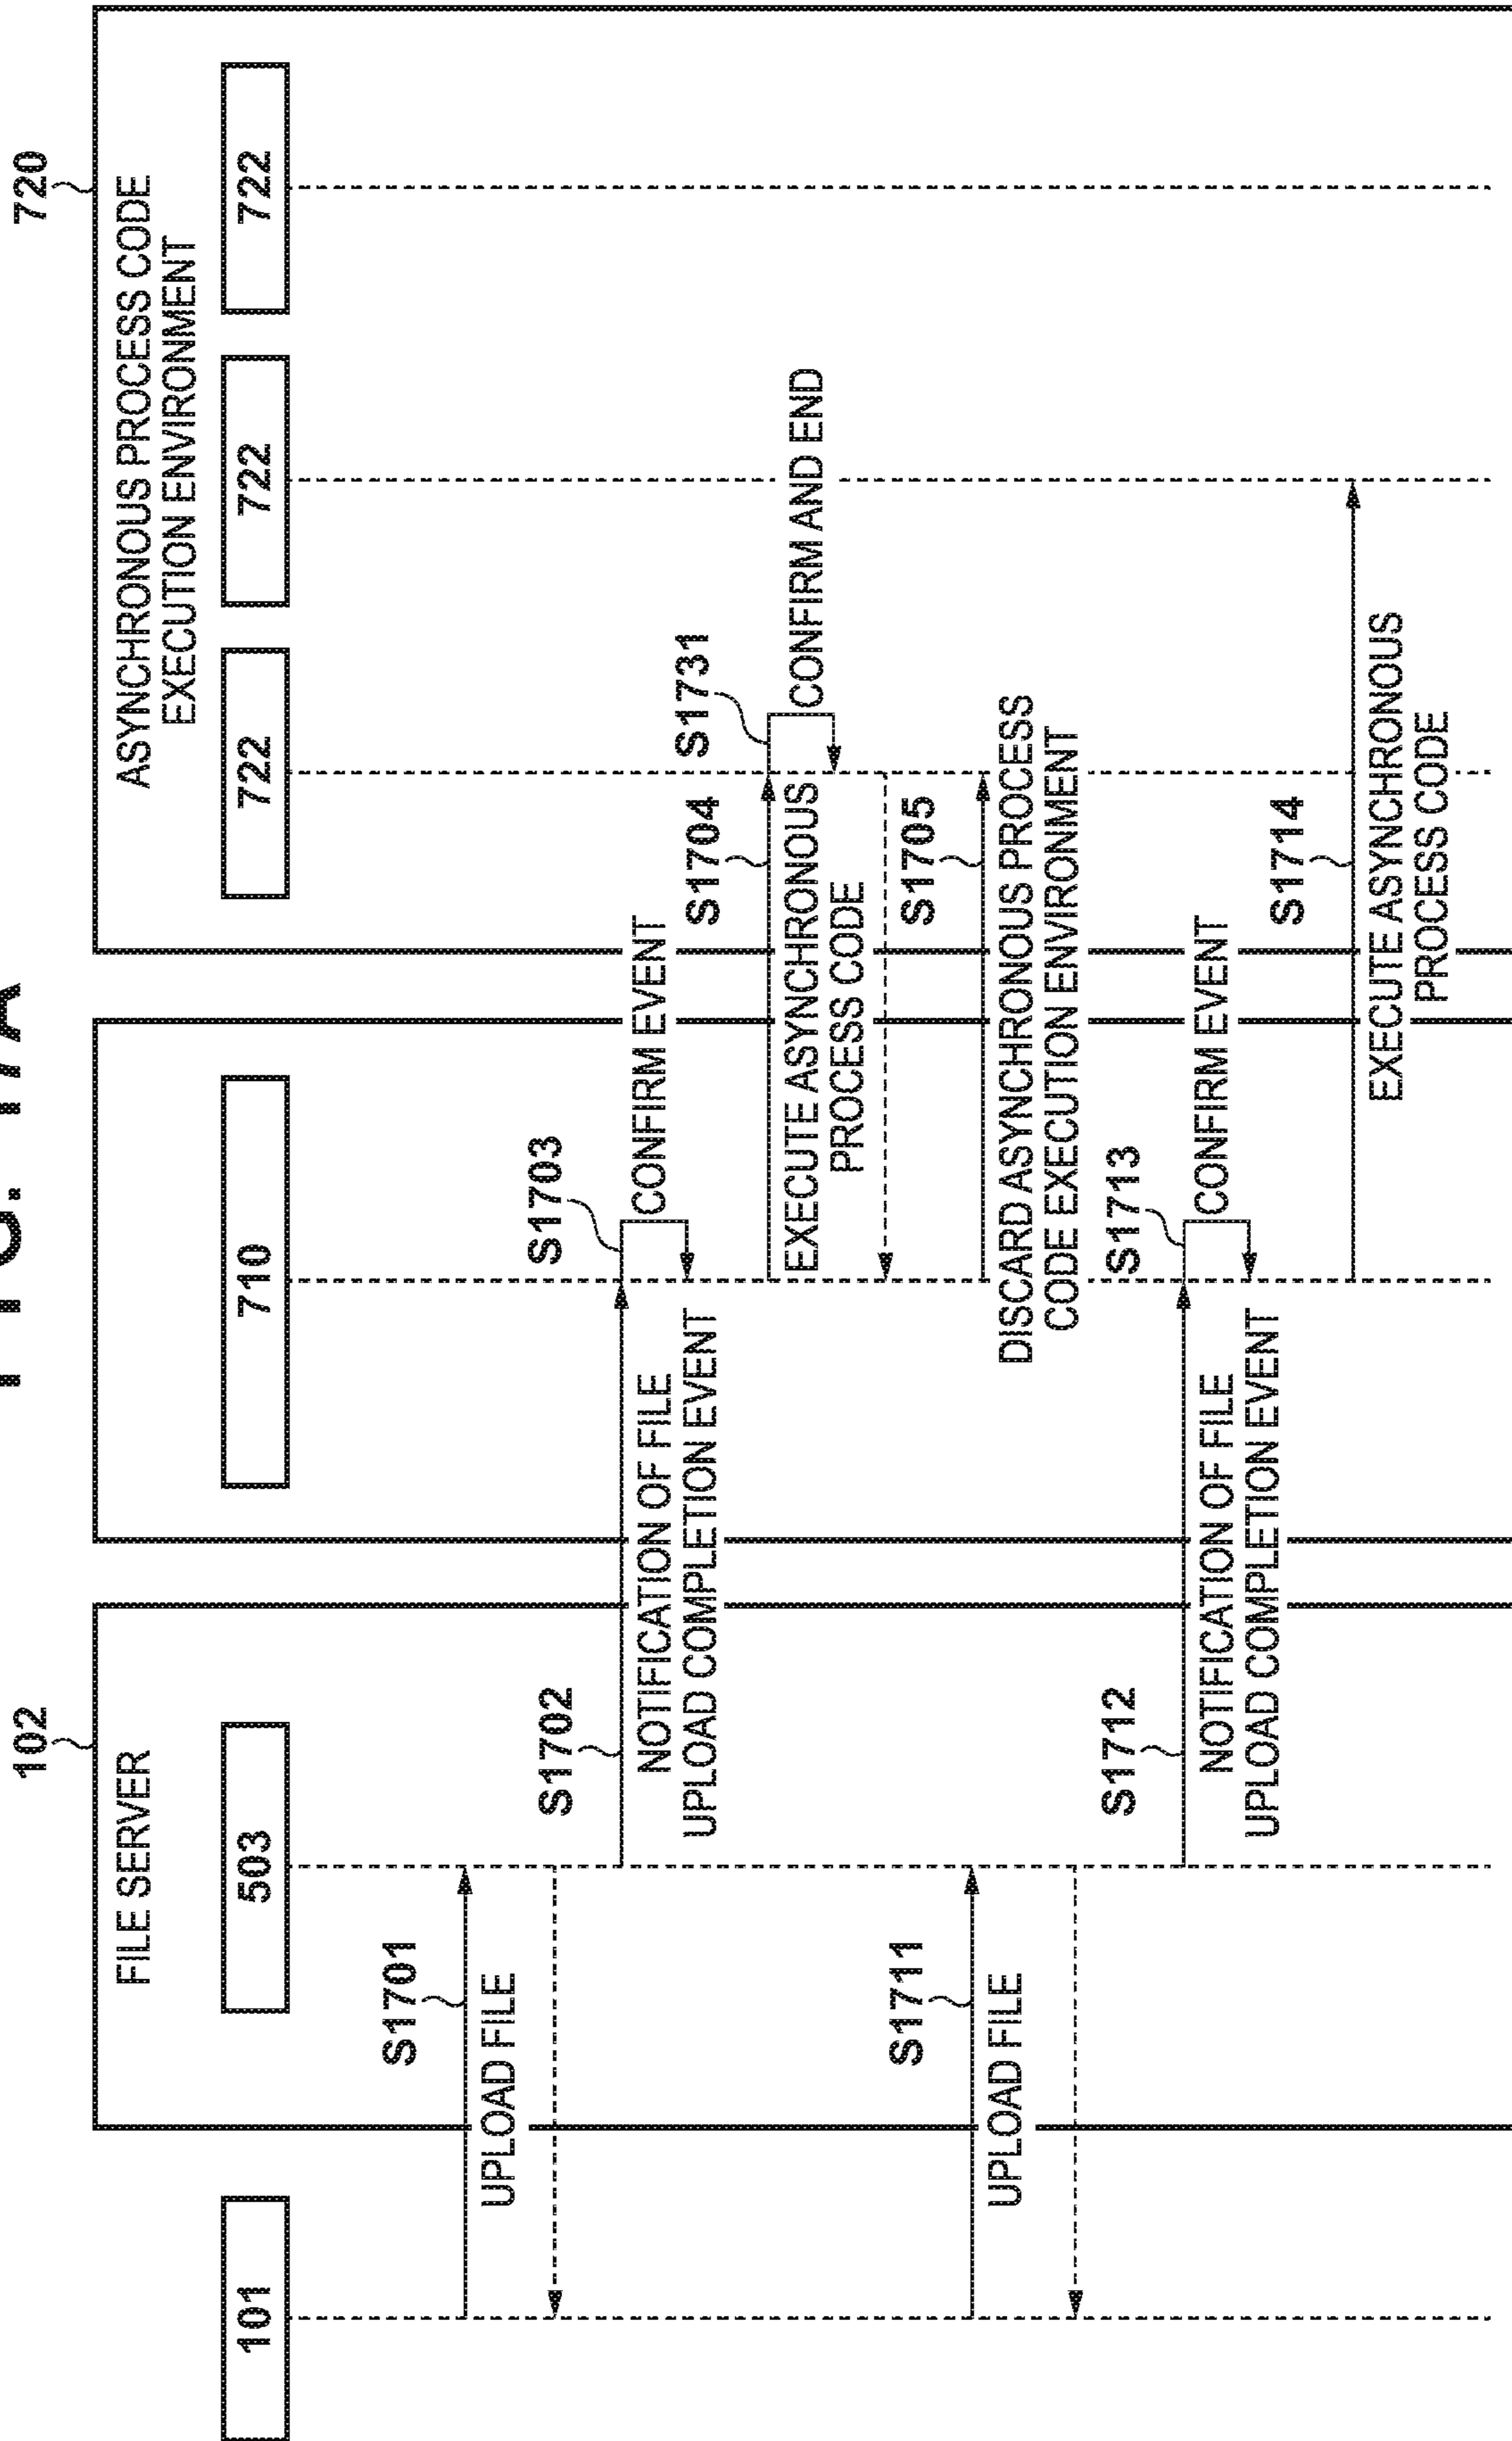 FIG. 17A
102
720
FILE SERVER
ASYNCHRONOUS PROCESS CODE
EXECUTION ENVIRONMENT
101
503
710
722
722
722
S1701
UPLOAD FILE
S1702
NOTIFICATION OF FILE
UPLOAD COMPLETION EVENT
S1703
CONFIRM EVENT
S1704
EXECUTE ASYNCHRONOUS
PROCESS CODE
S1731
CONFIRM AND END
S1705
DISCARD ASYNCHRONOUS PROCESS
CODE EXECUTION ENVIRONMENT
S1711
UPLOAD FILE
S1712
NOTIFICATION OF FILE
UPLOAD COMPLETION EVENT
S1713
CONFIRM EVENT
S1714
EXECUTE ASYNCHRONOUS
PROCESS CODE